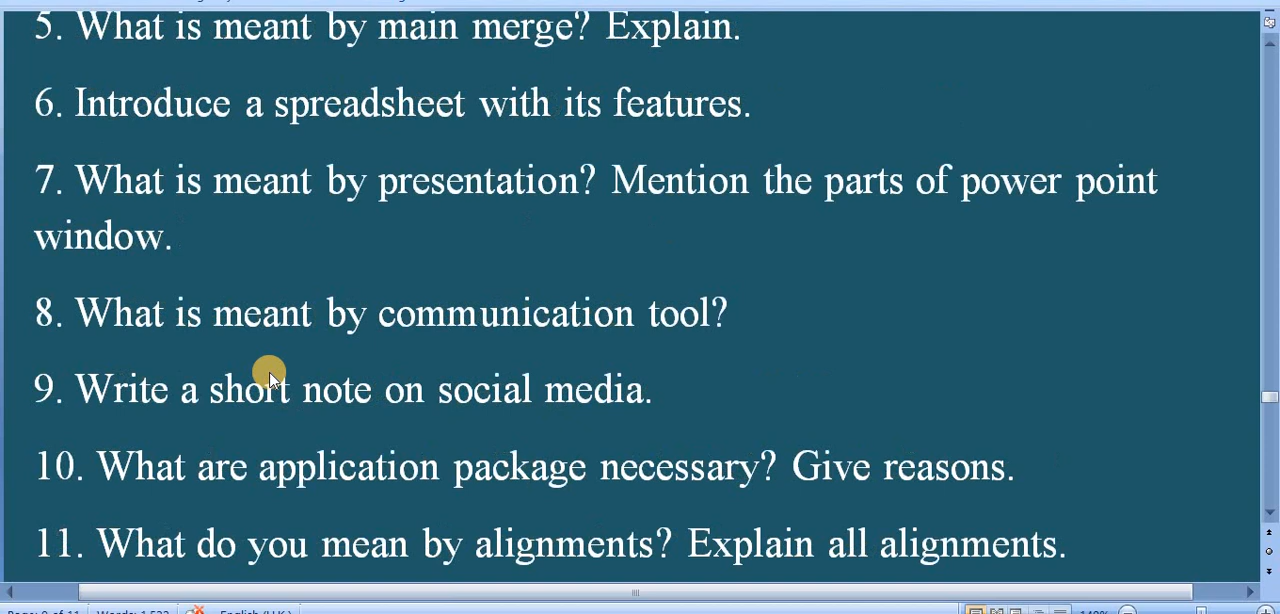 5. What is meant by main merge? Explain.
6. Introduce a spreadsheet with its features.
7. What is meant by presentation? Mention the parts of power point
window.
8. What is meant by communication tool?
9. Write a short note on social media.
10. What are application package necessary? Give reasons.
11. What do you mean by alignments? Explain all alignments.